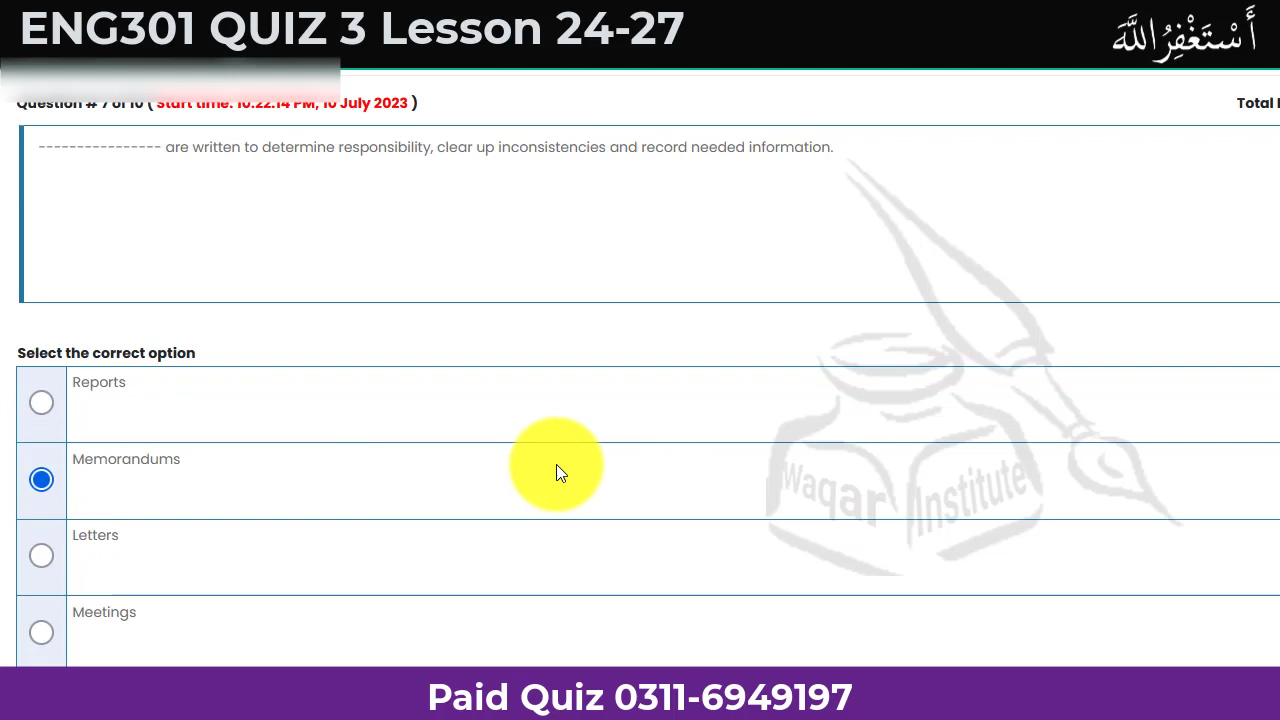 ENG301 QUIZ 3 Lesson 24-27
أَسْتَغْفِرُ اللَّه
Question # 7 of 10 ( Start time: 10:22:14 PM, 10 July 2023 )
Total
---------------- are written to determine responsibility, clear up inconsistencies and record needed information.
Select the correct option
Reports
Memorandums
Letters
Meetings
Waqar Institute
Paid Quiz 0311-6949197